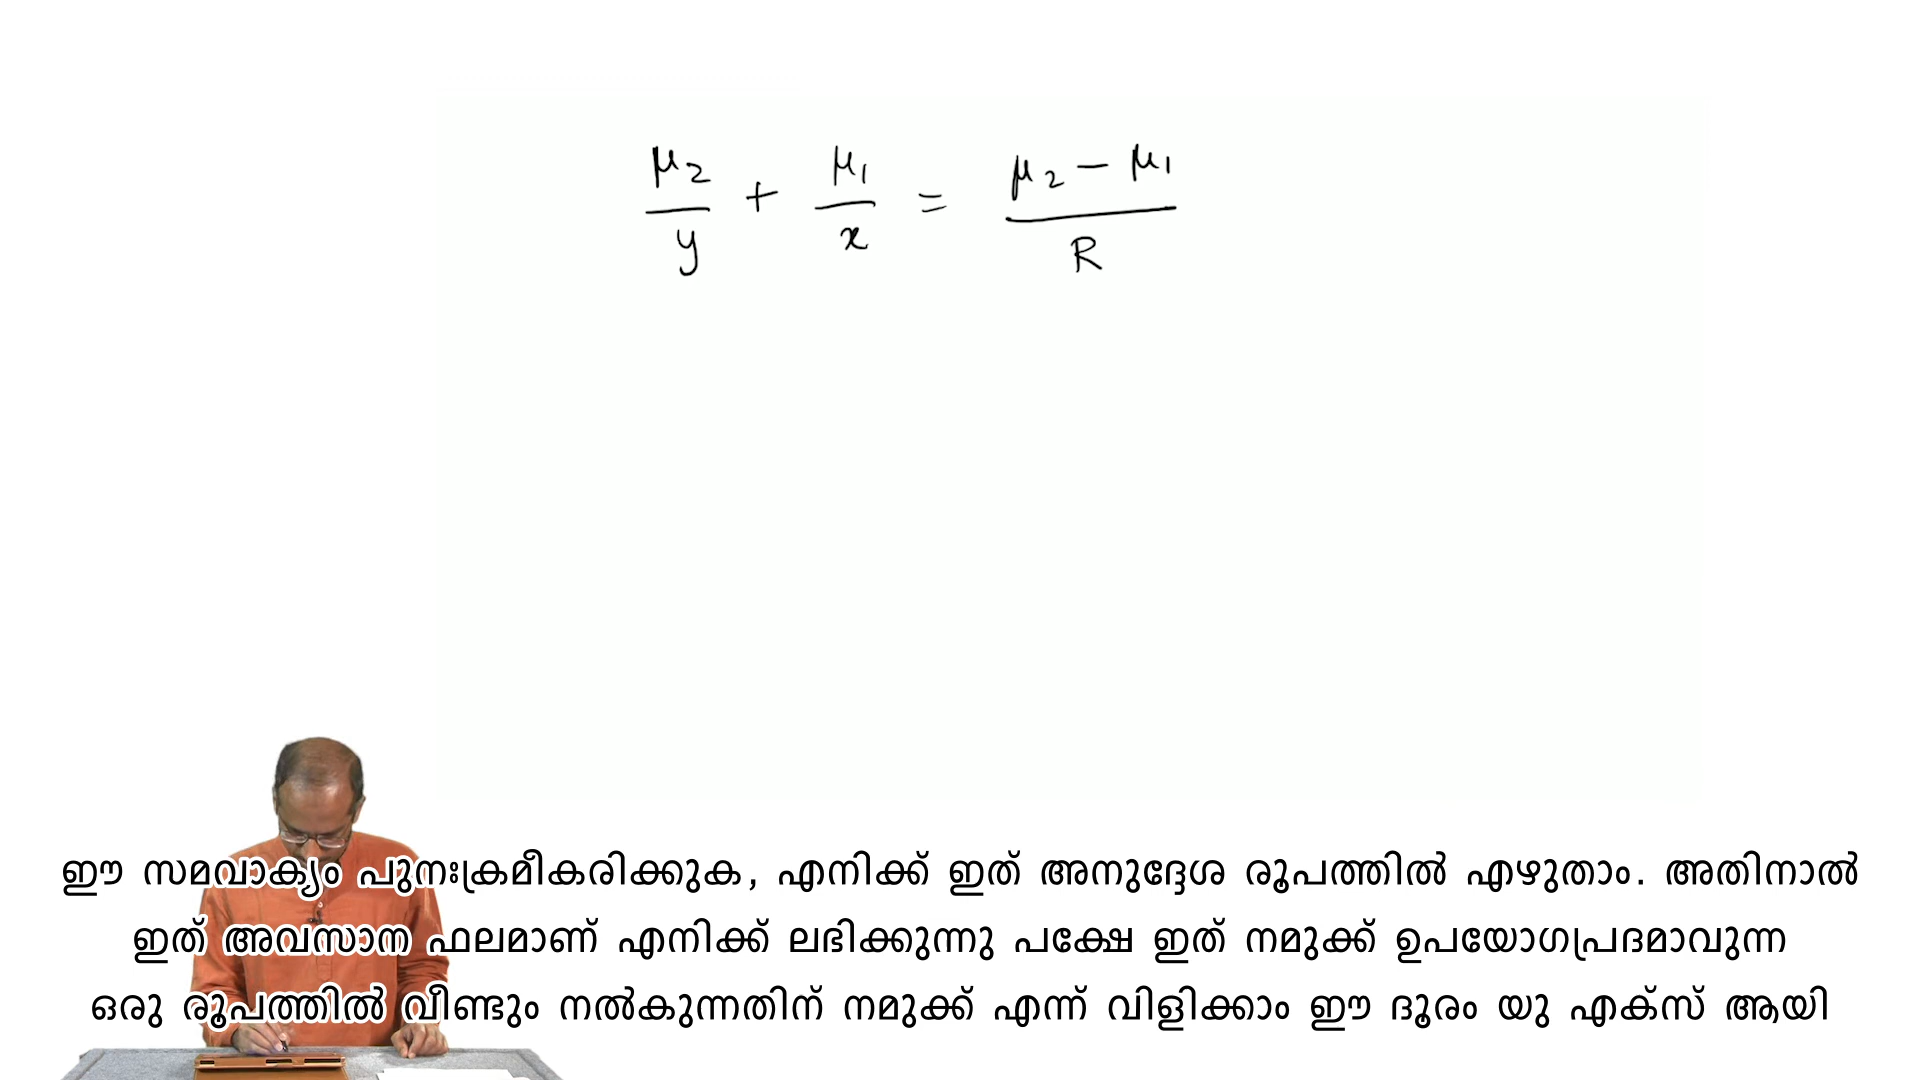 μ₂/y + μ₁/x = (μ₂ − μ₁)/R
ഈ സമവാക്യം പുനഃക്രമീകരിക്കുക, എനിക്ക് ഇത് അനുദ്ദേശ രൂപത്തിൽ എഴുതാം. അതിനാൽ
ഇത് അവസാന ഫലമാണ് എനിക്ക് ലഭിക്കുന്നു പക്ഷേ ഇത് നമുക്ക് ഉപയോഗപ്രദമാവുന്ന
ഒരു രൂപത്തിൽ വീണ്ടും നൽകുന്നതിന് നമുക്ക് എന്ന് വിളിക്കാം ഈ ദൂരം യു എക്സ് ആയി